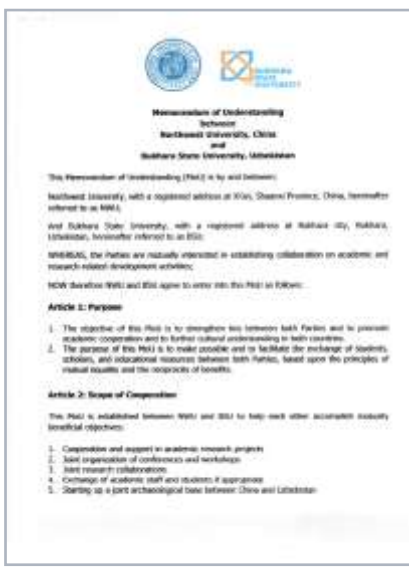 BUKHARA
STATE
UNIVERSITY
Memorandum of Understanding
between
Northwest University, China
and
Bukhara State University, Uzbekistan
This Memorandum of Understanding (MoU) is by and between:
Northwest University, with a registered address at Xi'an, Shaanxi Province, China, hereinafter
referred to as NWU;
And Bukhara State University, with a registered address at Bukhara city, Bukhara,
Uzbekistan, hereinafter referred to as BSU;
WHEREAS, the Parties are mutually interested in establishing collaboration on academic and
research-related development activities;
NOW therefore NWU and BSU agree to enter into this MoU as follows:
Article 1: Purpose
1. The objective of this MoU is to strengthen ties between both Parties and to promote
academic cooperation and to further cultural understanding in both countries.
2. The purpose of this MoU is to make possible and to facilitate the exchange of students,
scholars, and educational resources between both Parties, based upon the principles of
mutual equality and the reciprocity of benefits.
Article 2: Scope of Cooperation
This MoU is established between NWU and BSU to help each other accomplish mutually
beneficial objectives:
1. Cooperation and support in academic research projects
2. Joint organization of conferences and workshops
3. Joint research collaborations
4. Exchange of academic staff and students if appropriate
5. Starting up a joint archaeological base between China and Uzbekistan